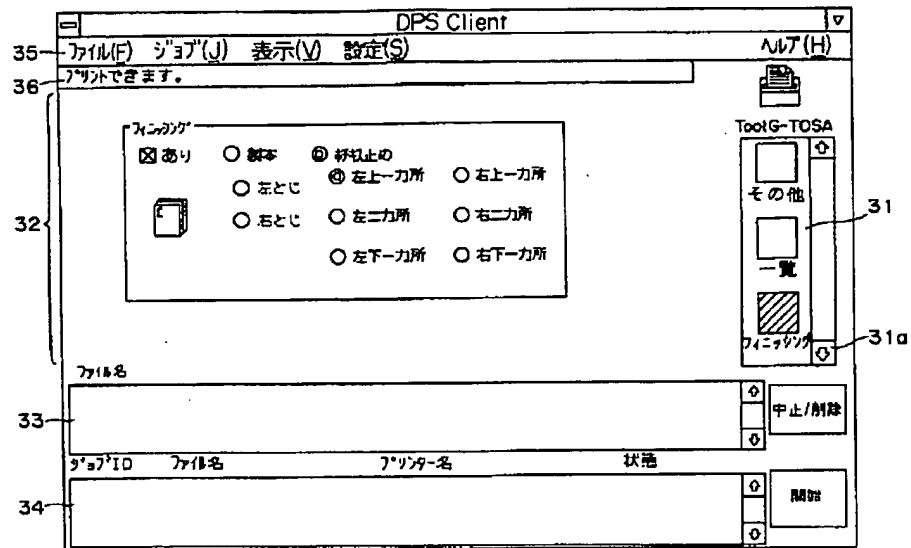 DPS Client
35 ファイル(F) ジョブ(J) 表示(V) 設定(S) ヘルプ(H)
36 プリントできます。
TootG-TOSA
32
フィニッシング
あり 製本 針止め
左とじ 左上一カ所 右上一カ所
右とじ 左二カ所 右二カ所
左下一カ所 右下一カ所
その他
31
一覧
フィニッシング
31a
ファイル名
33
中止/削除
ジョブID ファイル名 プリンター名 状態
34
開始